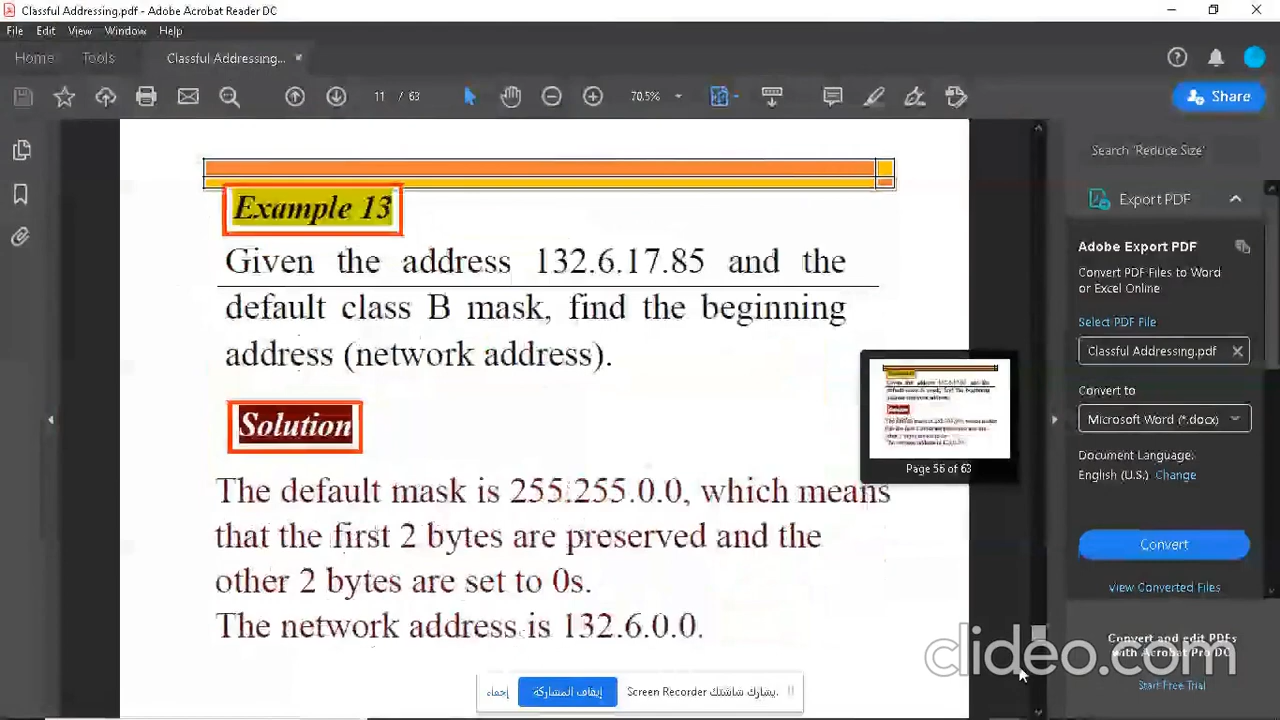 Classful Addressing.pdf - Adobe Acrobat Reader DC
File Edit View Window Help
Home Tools Classful Addressing... ×
11 / 63 70.5% Share
Search 'Reduce Size'
Export PDF
Adobe Export PDF
Convert PDF Files to Word
or Excel Online
Select PDF File
Classful Addressing.pdf
Convert to
Microsoft Word (*.docx)
Document Language:
English (U.S.) Change
Convert
View Converted Files
Convert and edit PDFs
with Acrobat Pro DC
Start Free Trial
Example 13
Given the address 132.6.17.85 and the
default class B mask, find the beginning
address (network address).
Solution
The default mask is 255.255.0.0, which means
that the first 2 bytes are preserved and the
other 2 bytes are set to 0s.
The network address is 132.6.0.0.
Page 56 of 63
clideo.com
يشارك شاشتك Screen Recorder.
إيقاف المشاركة
إخفاء